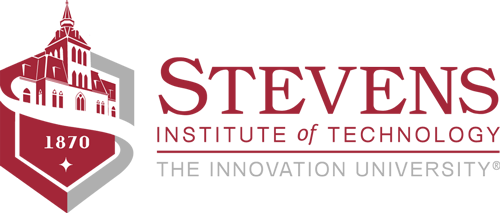 1870
STEVENS
INSTITUTE of TECHNOLOGY
THE INNOVATION UNIVERSITY®